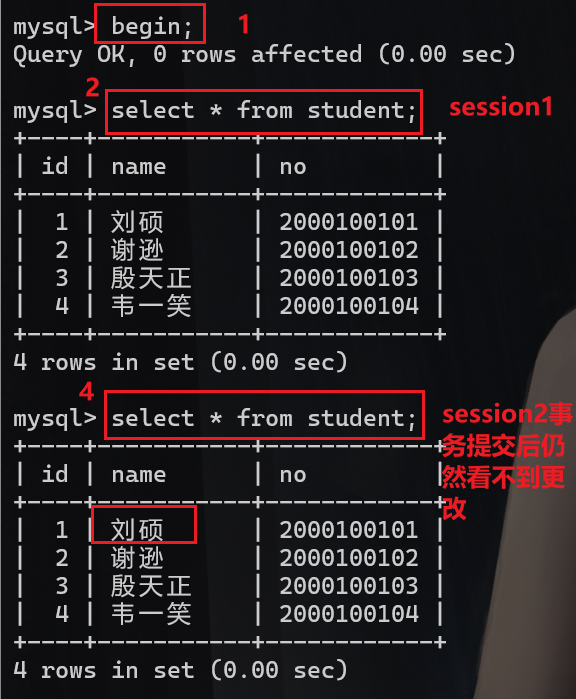 mysql> begin; 1
Query OK, 0 rows affected (0.00 sec)
2
mysql> select * from student; session1
+----+-----------+------------+
| id | name | no |
+----+-----------+------------+
| 1 | 刘硕 | 2000100101 |
| 2 | 谢逊 | 2000100102 |
| 3 | 殷天正 | 2000100103 |
| 4 | 韦一笑 | 2000100104 |
+----+-----------+------------+
4 rows in set (0.00 sec)
4
mysql> select * from student;
session2事
务提交后仍
然看不到更
改
+----+-----------+------------+
| id | name | no |
+----+-----------+------------+
| 1 | 刘硕 | 2000100101 |
| 2 | 谢逊 | 2000100102 |
| 3 | 殷天正 | 2000100103 |
| 4 | 韦一笑 | 2000100104 |
+----+-----------+------------+
4 rows in set (0.00 sec)